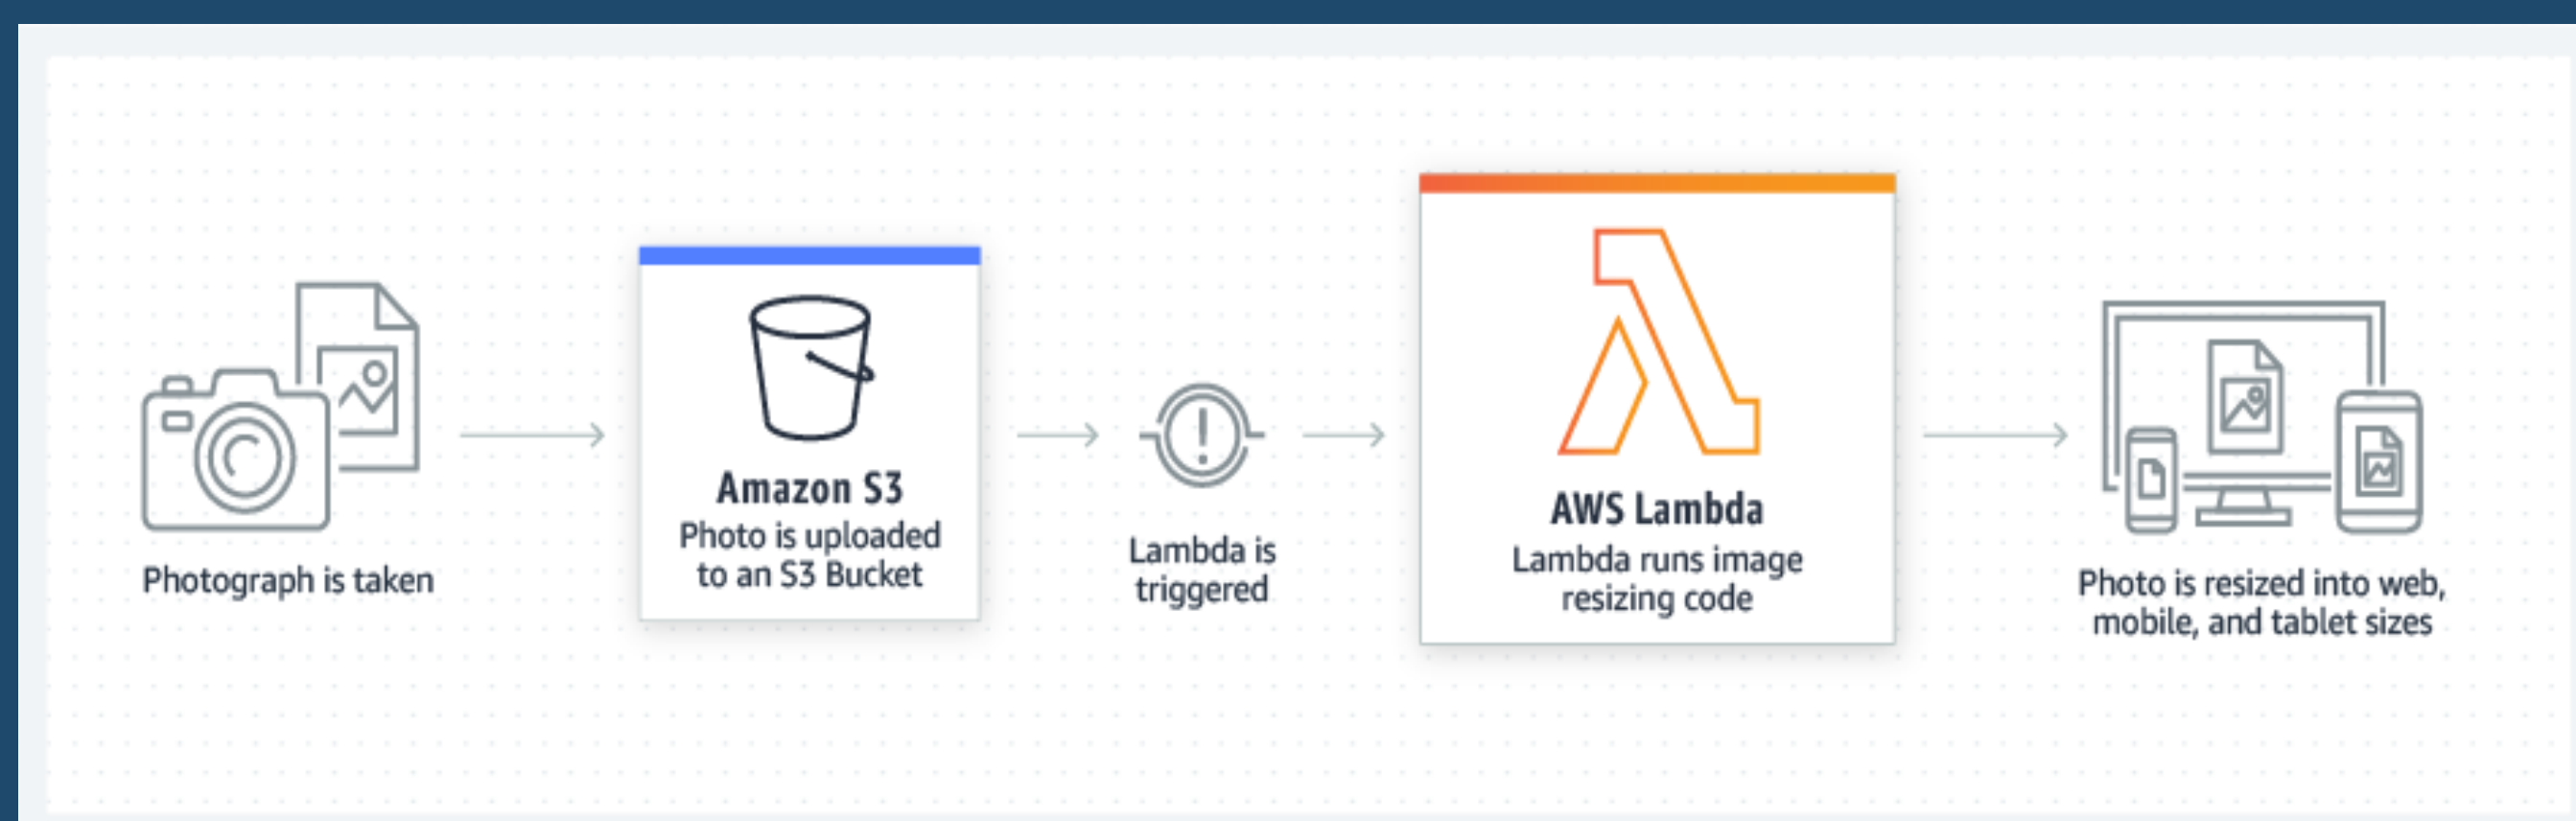 Photograph is taken
Amazon S3
Photo is uploaded
to an S3 Bucket
Lambda is
triggered
AWS Lambda
Lambda runs image
resizing code
Photo is resized into web,
mobile, and tablet sizes